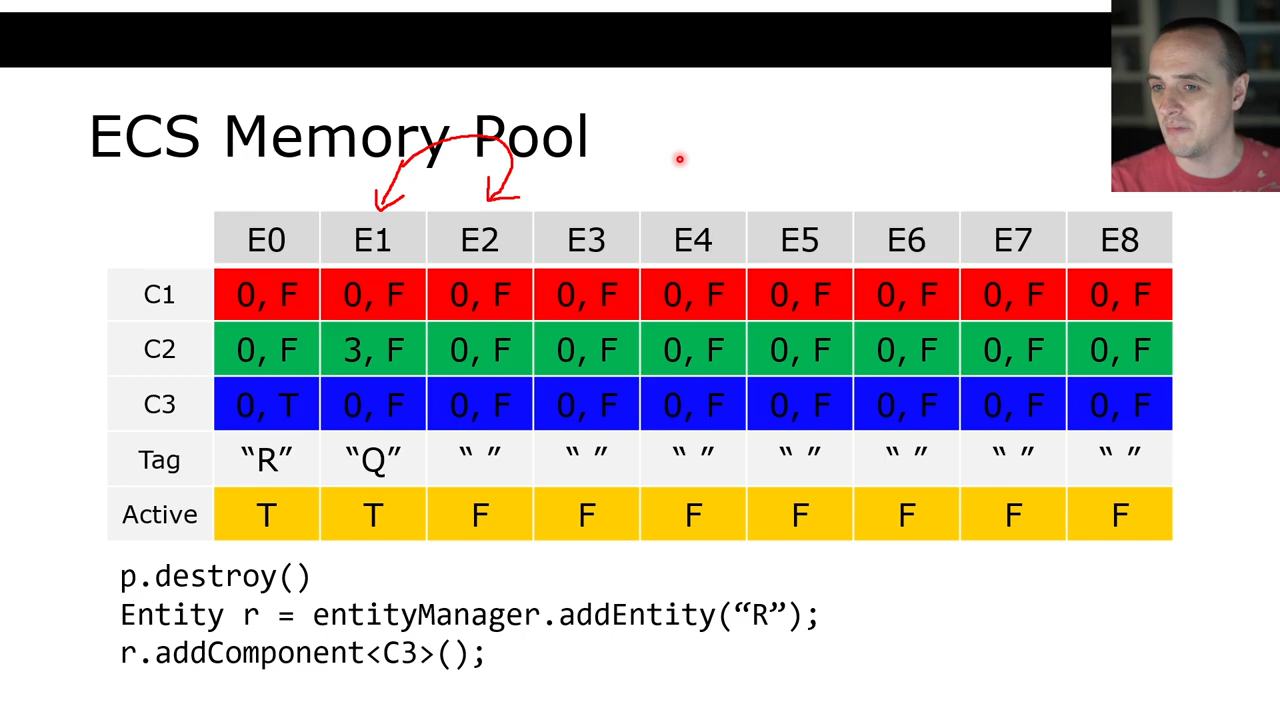 ECS Memory Pool
E0 E1 E2 E3 E4 E5 E6 E7 E8
C1 0, F 0, F 0, F 0, F 0, F 0, F 0, F 0, F 0, F
C2 0, F 3, F 0, F 0, F 0, F 0, F 0, F 0, F 0, F
C3 0, T 0, F 0, F 0, F 0, F 0, F 0, F 0, F 0, F
Tag “R” “Q” “ ” “ ” “ ” “ ” “ ” “ ” “ ”
Active T T F F F F F F F
p.destroy()
Entity r = entityManager.addEntity(“R”);
r.addComponent<C3>();